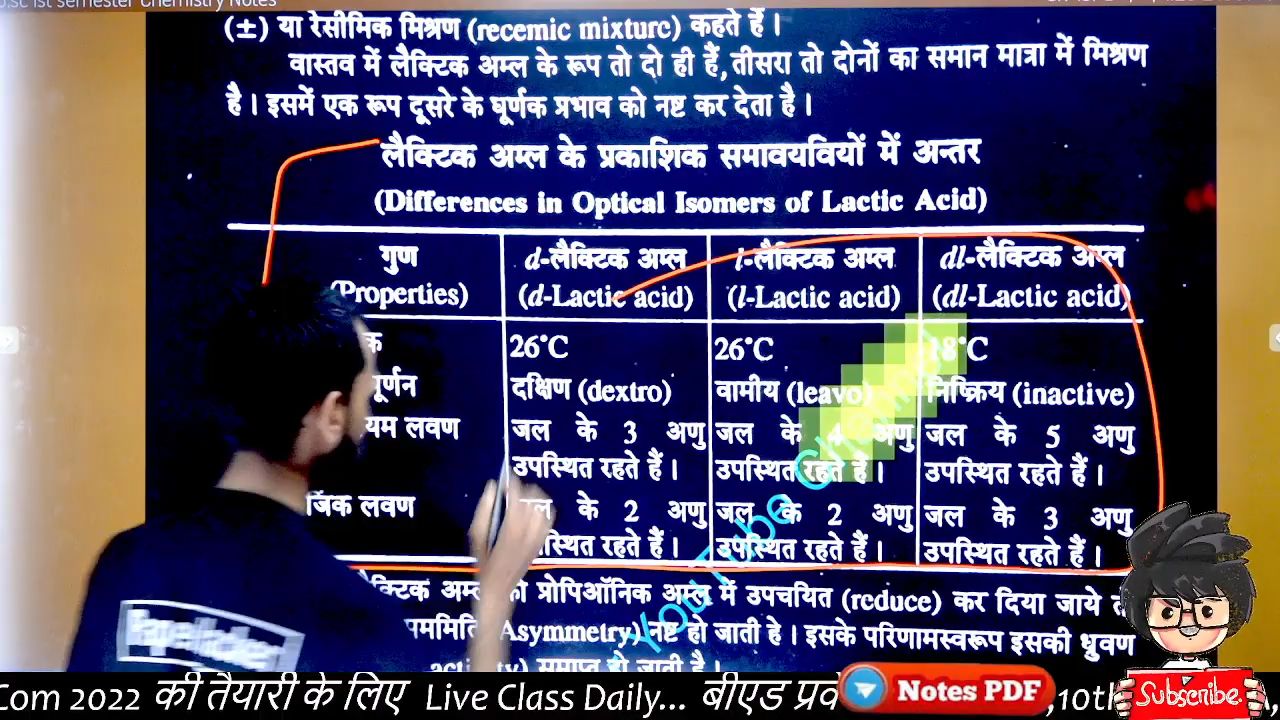 (±) या रेसीमिक मिश्रण (recemic mixture) कहते हैं।
वास्तव में लैक्टिक अम्ल के रूप तो दो ही हैं, तीसरा तो दोनों का समान मात्रा में मिश्रण
है। इसमें एक रूप दूसरे के घूर्णक प्रभाव को नष्ट कर देता है।
लैक्टिक अम्ल के प्रकाशिक समावयवियों में अन्तर
(Differences in Optical Isomers of Lactic Acid)
गुण d-लैक्टिक अम्ल l-लैक्टिक अम्ल dl-लैक्टिक अम्ल
(Properties) (d-Lactic acid) (l-Lactic acid) (dl-Lactic acid)
26°C 26°C 18°C
दक्षिण (dextro) वामीय (leavo) निष्क्रिय (inactive)
लवण जल के 3 अणु जल के 4 अणु जल के 5 अणु
उपस्थित रहते हैं। उपस्थित रहते हैं। उपस्थित रहते हैं।
लवण जल के 2 अणु जल के 2 अणु जल के 3 अणु
रहते हैं। उपस्थित रहते हैं। उपस्थित रहते हैं।
प्रोपिऑनिक अम्ल में उपचयित (reduce) कर दिया जाये
(Asymmetry) नष्ट हो जाती है। इसके परिणामस्वरूप इसकी ध्रुवण
समाप्त हो जाती है।
YouTube Channel
Com 2022 की तैयारी के लिए Live Class Daily... बीएड
Notes PDF
Subscribe